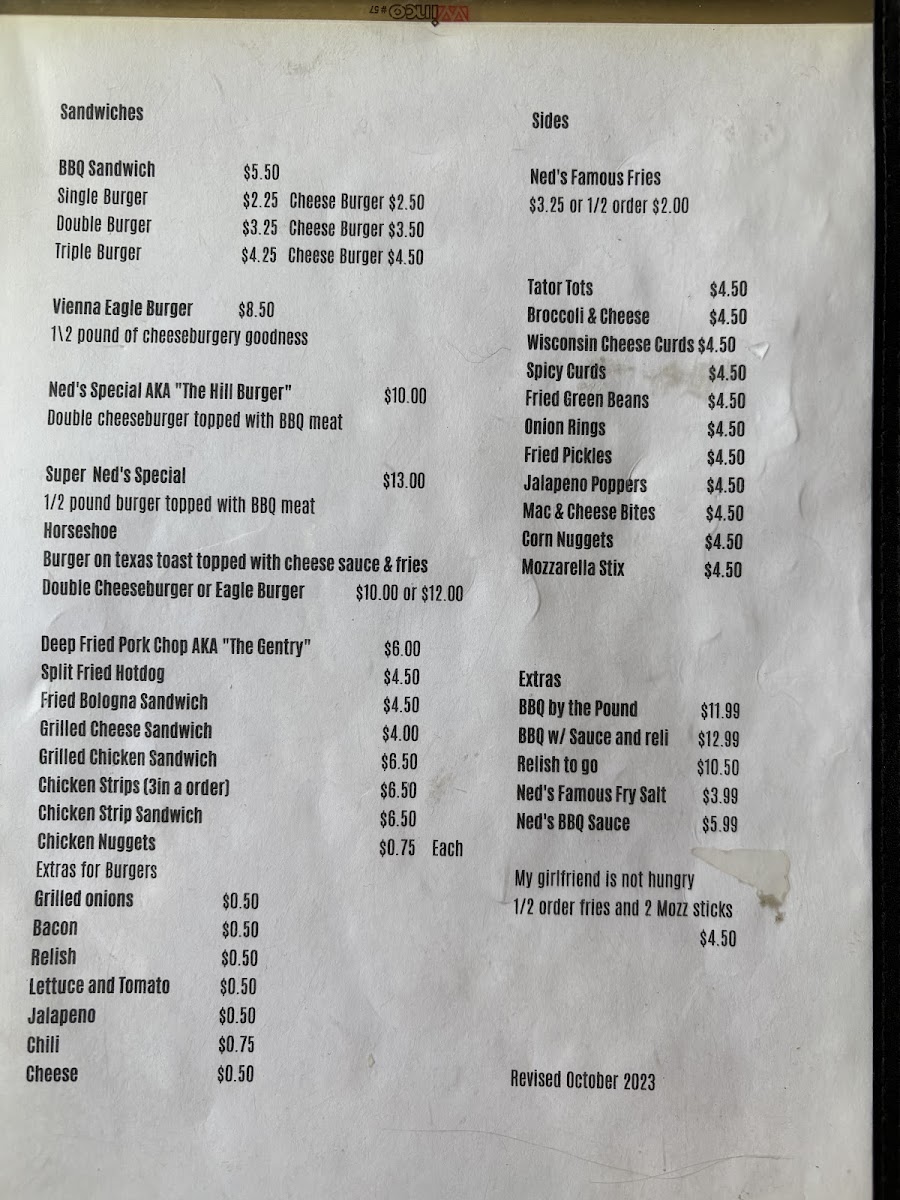 WinCo #57
Sandwiches
BBQ Sandwich $5.50
Single Burger $2.25 Cheese Burger $2.50
Double Burger $3.25 Cheese Burger $3.50
Triple Burger $4.25 Cheese Burger $4.50
Vienna Eagle Burger $8.50
1\2 pound of cheeseburgery goodness
Ned's Special AKA "The Hill Burger" $10.00
Double cheeseburger topped with BBQ meat
Super Ned's Special $13.00
1/2 pound burger topped with BBQ meat
Horseshoe
Burger on texas toast topped with cheese sauce & fries
Double Cheeseburger or Eagle Burger $10.00 or $12.00
Deep Fried Pork Chop AKA "The Gentry" $6.00
Split Fried Hotdog $4.50
Fried Bologna Sandwich $4.50
Grilled Cheese Sandwich $4.00
Grilled Chicken Sandwich $6.50
Chicken Strips (3in a order) $6.50
Chicken Strip Sandwich $6.50
Chicken Nuggets $0.75 Each
Extras for Burgers
Grilled onions $0.50
Bacon $0.50
Relish $0.50
Lettuce and Tomato $0.50
Jalapeno $0.50
Chili $0.75
Cheese $0.50
Sides
Ned's Famous Fries
$3.25 or 1/2 order $2.00
Tator Tots $4.50
Broccoli & Cheese $4.50
Wisconsin Cheese Curds $4.50
Spicy Curds $4.50
Fried Green Beans $4.50
Onion Rings $4.50
Fried Pickles $4.50
Jalapeno Poppers $4.50
Mac & Cheese Bites $4.50
Corn Nuggets $4.50
Mozzarella Stix $4.50
Extras
BBQ by the Pound $11.99
BBQ w/ Sauce and reli $12.99
Relish to go $10.50
Ned's Famous Fry Salt $3.99
Ned's BBQ Sauce $5.99
My girlfriend is not hungry
1/2 order fries and 2 Mozz sticks
$4.50
Revised October 2023